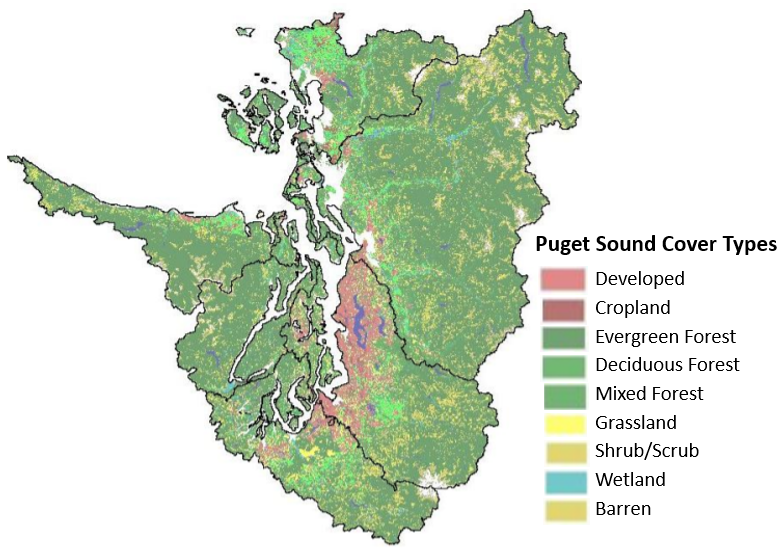 Puget Sound Cover Types
Developed
Cropland
Evergreen Forest
Deciduous Forest
Mixed Forest
Grassland
Shrub/Scrub
Wetland
Barren